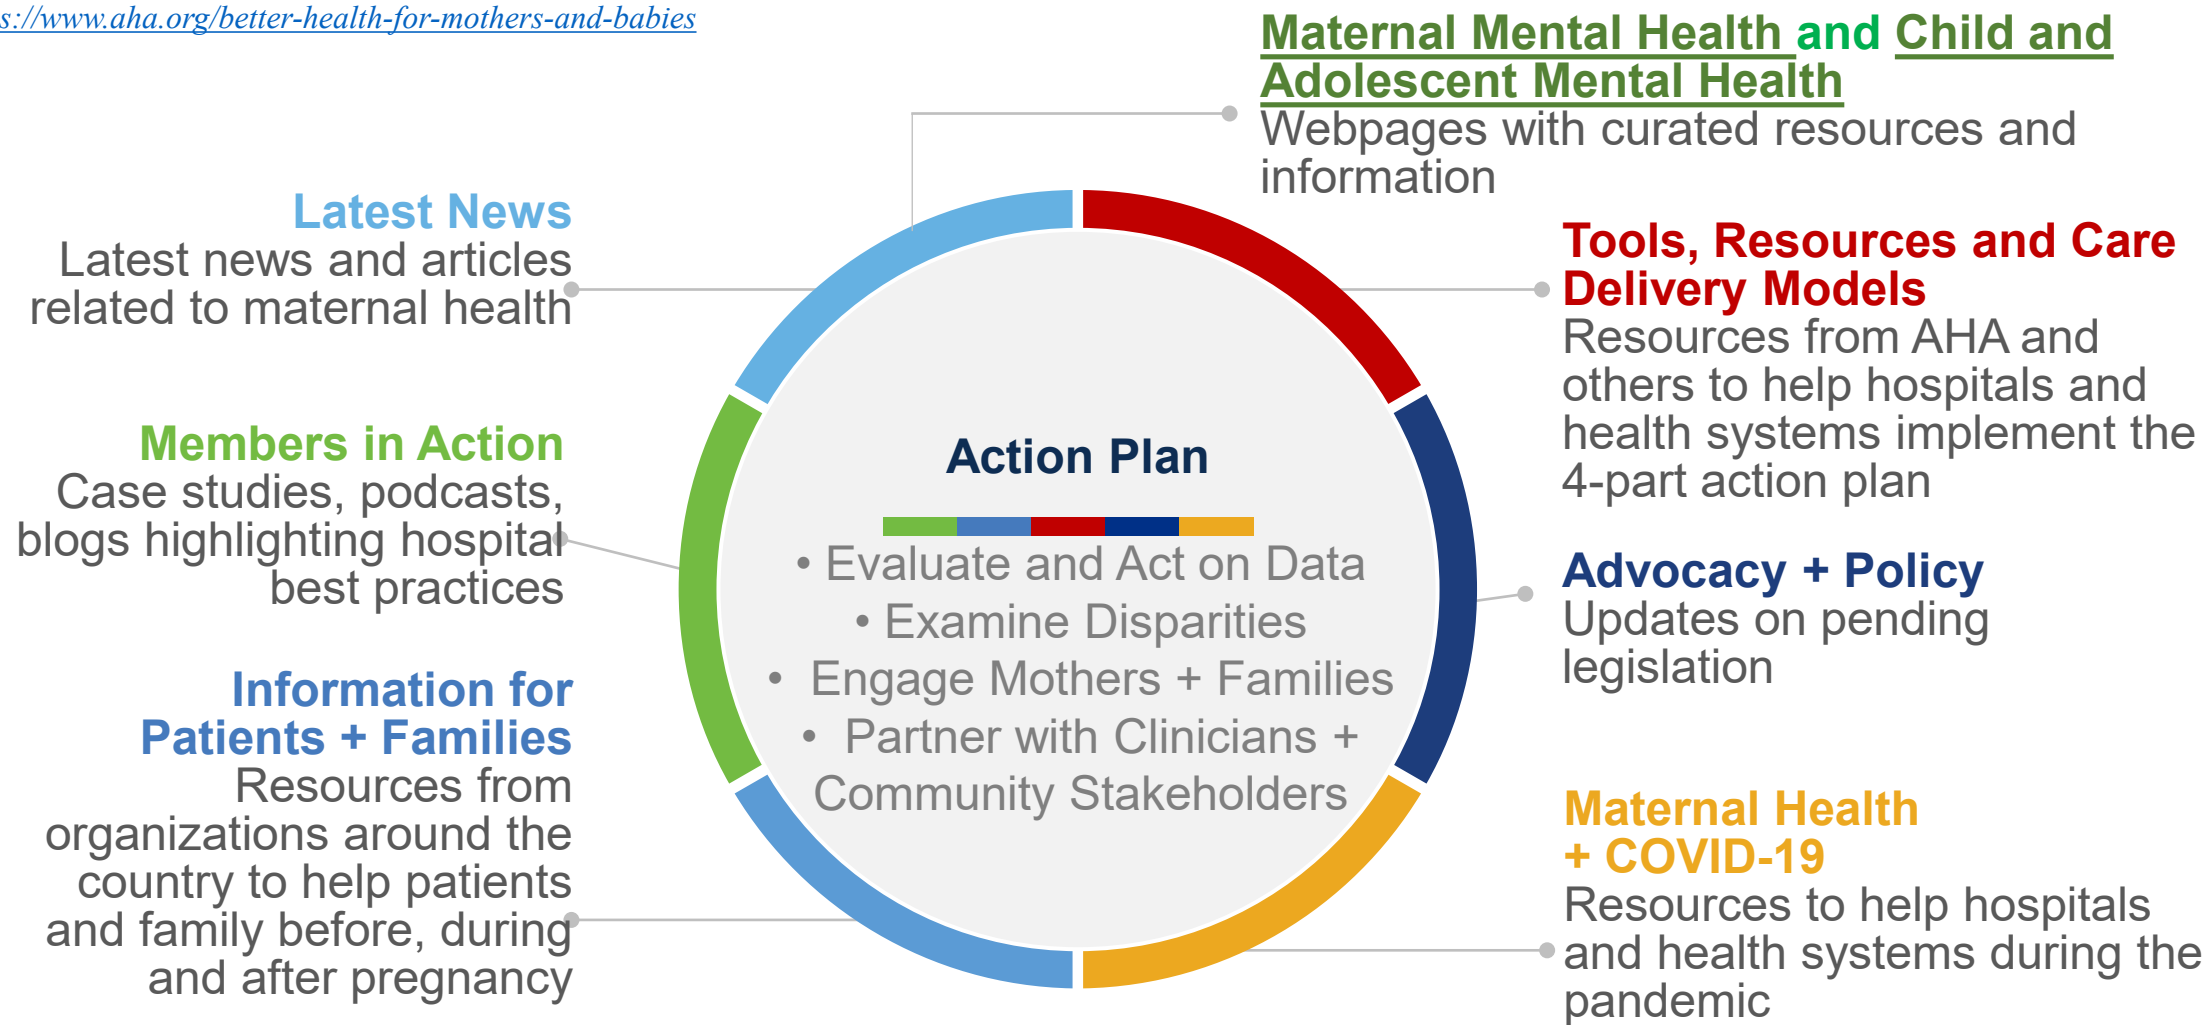 s://www.aha.org/better-health-for-mothers-and-babies
Maternal Mental Health and Child and
Adolescent Mental Health
Webpages with curated resources and
information
Latest News
Latest news and articles
related to maternal health
Members in Action
Case studies, podcasts,
blogs highlighting hospital
best practices
Information for
Patients + Families
Resources from
organizations around the
country to help patients
and family before, during
and after pregnancy
Action Plan
• Evaluate and Act on Data
• Examine Disparities
• Engage Mothers + Families
• Partner with Clinicians +
Community Stakeholders
Tools, Resources and Care
Delivery Models
Resources from AHA and
others to help hospitals and
health systems implement the
4-part action plan
Advocacy + Policy
Updates on pending
legislation
Maternal Health
+ COVID-19
Resources to help hospitals
and health systems during the
pandemic